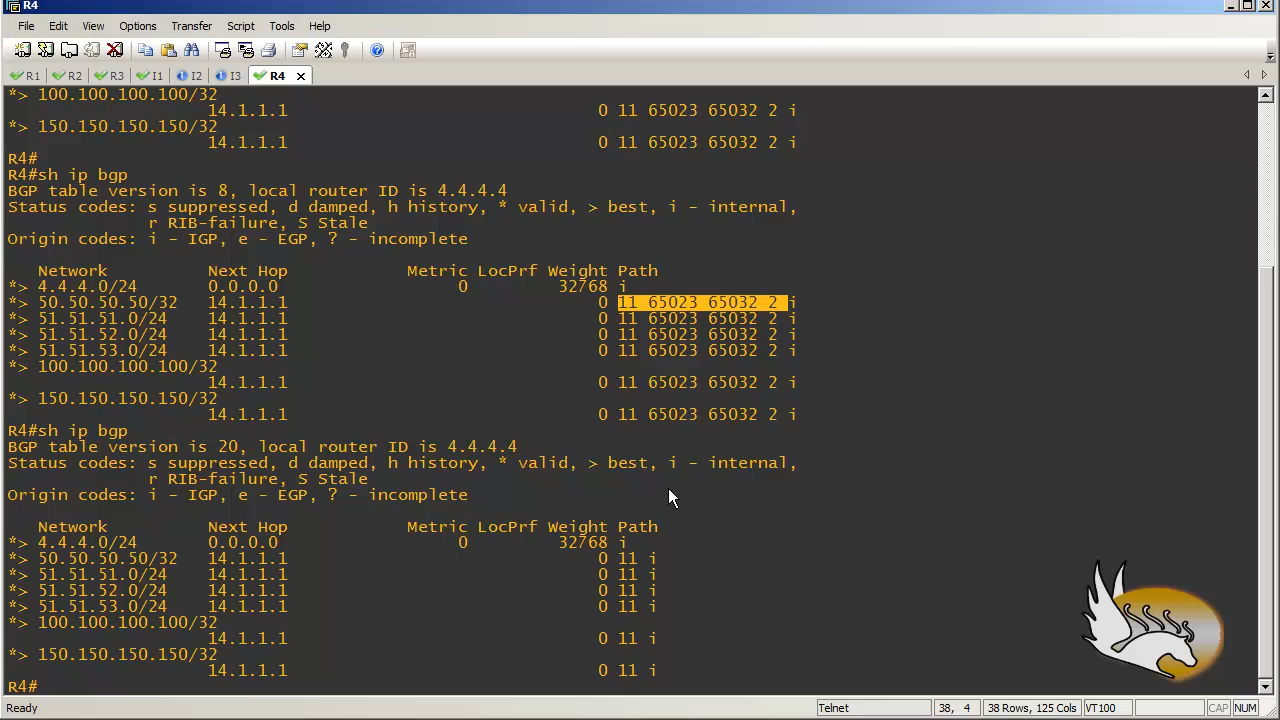 R4
File Edit View Options Transfer Script Tools Help
R1 R2 R3 I1 I2 I3 R4
*> 100.100.100.100/32
14.1.1.1 0 11 65023 65032 2 i
*> 150.150.150.150/32
14.1.1.1 0 11 65023 65032 2 i
R4#
R4#sh ip bgp
BGP table version is 8, local router ID is 4.4.4.4
Status codes: s suppressed, d damped, h history, * valid, > best, i - internal,
r RIB-failure, S Stale
Origin codes: i - IGP, e - EGP, ? - incomplete
Network Next Hop Metric LocPrf Weight Path
*> 4.4.4.0/24 0.0.0.0 0 32768 i
*> 50.50.50.50/32 14.1.1.1 0 11 65023 65032 2 i
*> 51.51.51.0/24 14.1.1.1 0 11 65023 65032 2 i
*> 51.51.52.0/24 14.1.1.1 0 11 65023 65032 2 i
*> 51.51.53.0/24 14.1.1.1 0 11 65023 65032 2 i
*> 100.100.100.100/32
14.1.1.1 0 11 65023 65032 2 i
*> 150.150.150.150/32
14.1.1.1 0 11 65023 65032 2 i
R4#sh ip bgp
BGP table version is 20, local router ID is 4.4.4.4
Status codes: s suppressed, d damped, h history, * valid, > best, i - internal,
r RIB-failure, S Stale
Origin codes: i - IGP, e - EGP, ? - incomplete
Network Next Hop Metric LocPrf Weight Path
*> 4.4.4.0/24 0.0.0.0 0 32768 i
*> 50.50.50.50/32 14.1.1.1 0 11 i
*> 51.51.51.0/24 14.1.1.1 0 11 i
*> 51.51.52.0/24 14.1.1.1 0 11 i
*> 51.51.53.0/24 14.1.1.1 0 11 i
*> 100.100.100.100/32
14.1.1.1 0 11 i
*> 150.150.150.150/32
14.1.1.1 0 11 i
R4#
Ready Telnet 38, 4 38 Rows, 125 Cols VT100 CAP NUM